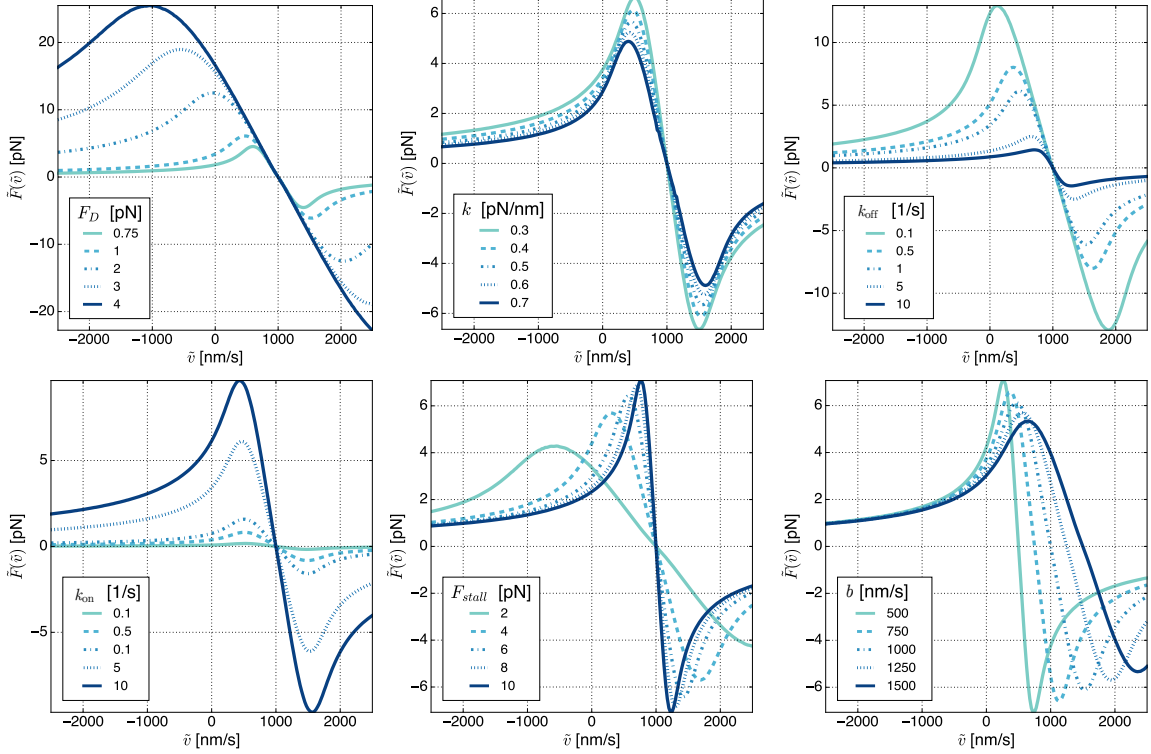 20
10
0
−10
−20
F̃(ṽ) [pN]
F_D [pN]
0.75
1
2
3
4
−2000 −1000 0 1000 2000
ṽ [nm/s]
6
4
2
0
−2
−4
−6
F̃(ṽ) [pN]
k [pN/nm]
0.3
0.4
0.5
0.6
0.7
−2000 −1000 0 1000 2000
ṽ [nm/s]
10
5
0
−5
−10
F̃(ṽ) [pN]
k_off [1/s]
0.1
0.5
1
5
10
−2000 −1000 0 1000 2000
ṽ [nm/s]
5
0
−5
F̃(ṽ) [pN]
k_on [1/s]
0.1
0.5
0.1
5
10
−2000 −1000 0 1000 2000
ṽ [nm/s]
6
4
2
0
−2
−4
−6
F̃(ṽ) [pN]
F_stall [pN]
2
4
6
8
10
−2000 −1000 0 1000 2000
ṽ [nm/s]
6
4
2
0
−2
−4
−6
F̃(ṽ) [pN]
b [nm/s]
500
750
1000
1250
1500
−2000 −1000 0 1000 2000
ṽ [nm/s]